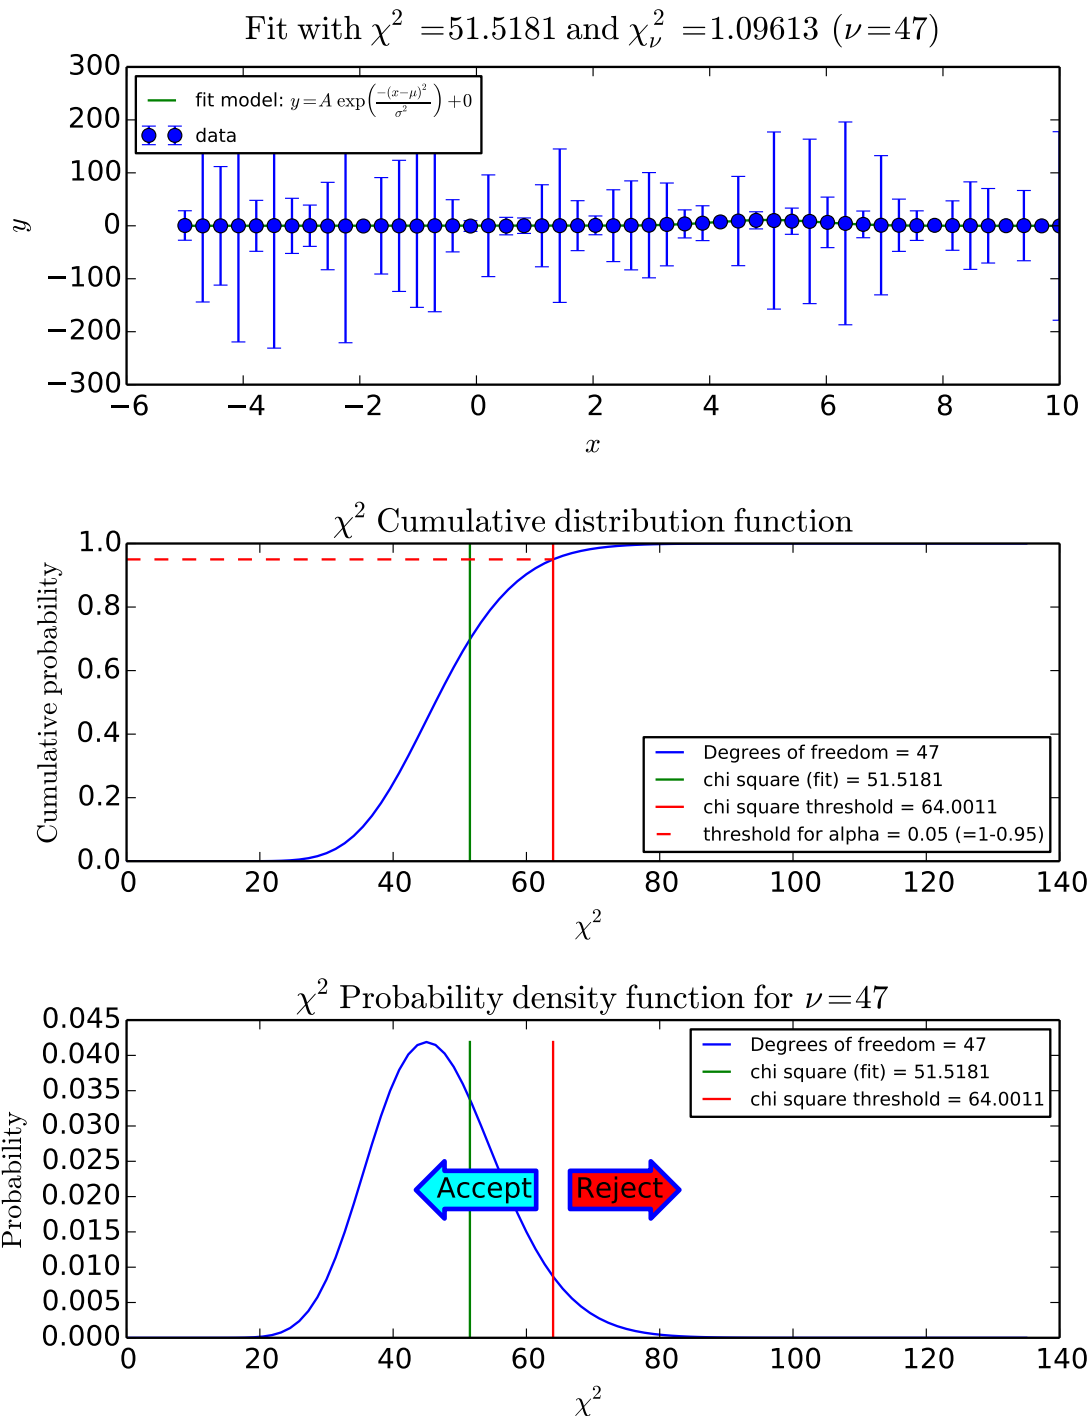 Fit with χ² =51.5181 and χ²ᵥ =1.09613 (ν=47)
300
200
100
0
−100
−200
−300
y
fit model: y=A exp(−(x−μ)²/σ²)+0
data
−6 −4 −2 0 2 4 6 8 10
x
χ² Cumulative distribution function
1.0
0.8
0.6
0.4
0.2
0.0
Cumulative probability
Degrees of freedom = 47
chi square (fit) = 51.5181
chi square threshold = 64.0011
threshold for alpha = 0.05 (=1-0.95)
0 20 40 60 80 100 120 140
χ²
χ² Probability density function for ν=47
0.045
0.040
0.035
0.030
0.025
0.020
0.015
0.010
0.005
0.000
Probability
Degrees of freedom = 47
chi square (fit) = 51.5181
chi square threshold = 64.0011
Accept Reject
0 20 40 60 80 100 120 140
χ²